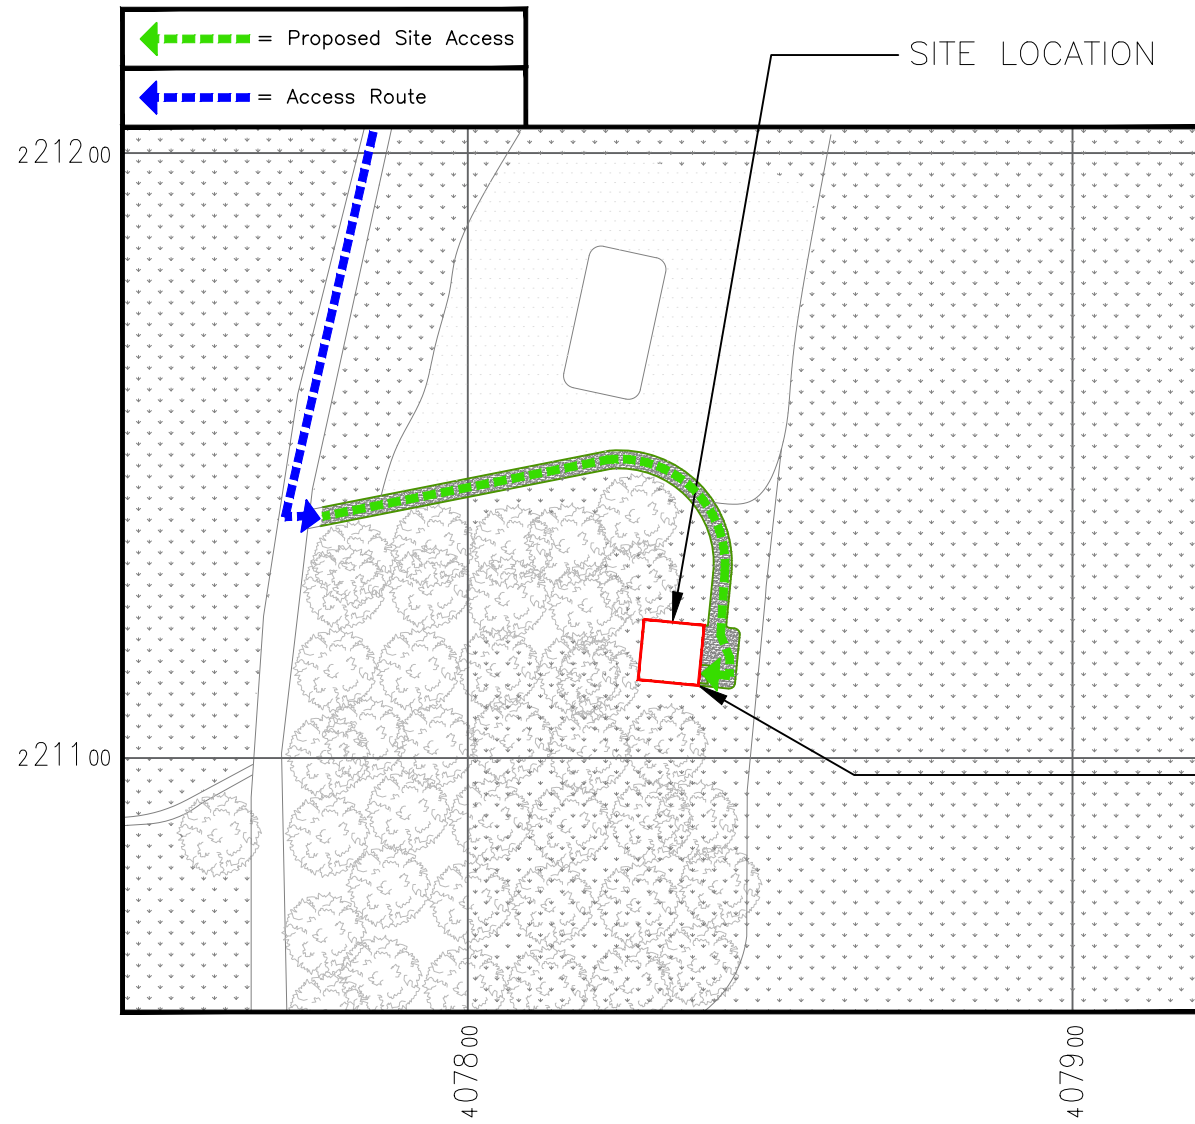 = Proposed Site Access
SITE LOCATION
= Access Route
221200
221100
407800
407900